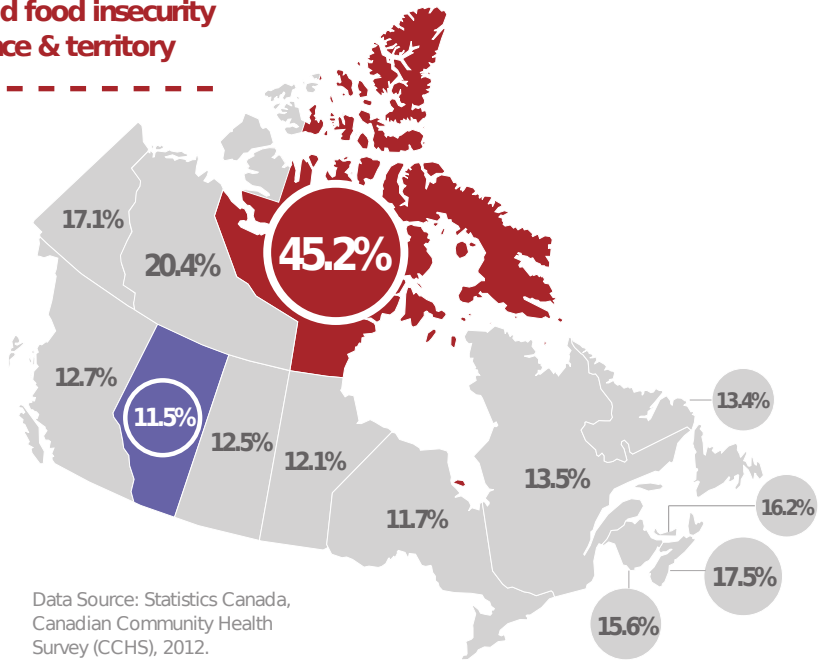 d food insecurity
ce & territory
45.2%
17.1%
20.4%
12.7%
11.5%
12.5%
12.1%
11.7%
13.5%
13.4%
16.2%
17.5%
15.6%
Data Source: Statistics Canada,
Canadian Community Health
Survey (CCHS), 2012.